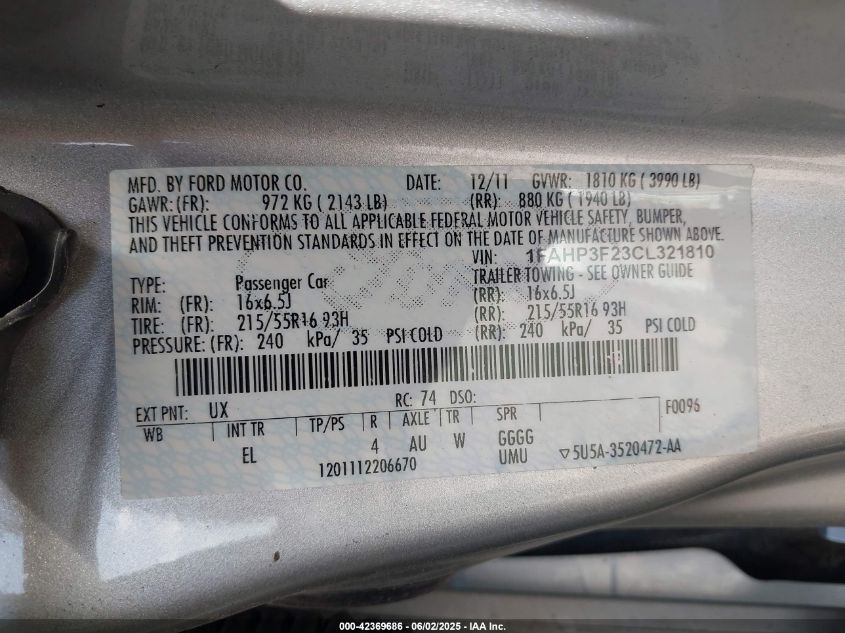 MFD. BY FORD MOTOR CO. DATE: 12/11 GVWR: 1810 KG ( 3990 LB)
GAWR: (FR): 972 KG ( 2143 LB) (RR): 880 KG ( 1940 LB)
THIS VEHICLE CONFORMS TO ALL APPLICABLE FEDERAL MOTOR VEHICLE SAFETY, BUMPER,
AND THEFT PREVENTION STANDARDS IN EFFECT ON THE DATE OF MANUFACTURE SHOWN ABOVE.
VIN: 1FAHP3F23CL321810
TYPE: Passenger Car TRAILER TOWING - SEE OWNER GUIDE
RIM: (FR): 16x6.5J (RR): 16x6.5J
TIRE: (FR): 215/55R16 93H (RR): 215/55R16 93H
PRESSURE: (FR): 240 kPa/ 35 PSI COLD (RR): 240 kPa/ 35 PSI COLD
EXT PNT: UX RC: 74 DSO: F0096
WB INT TR TP/PS R AXLE TR SPR
EL 4 AU W GGGG
UMU ▽5U5A-3520472-AA
1201112206670
000-42369686 - 06/02/2025 - IAA Inc.